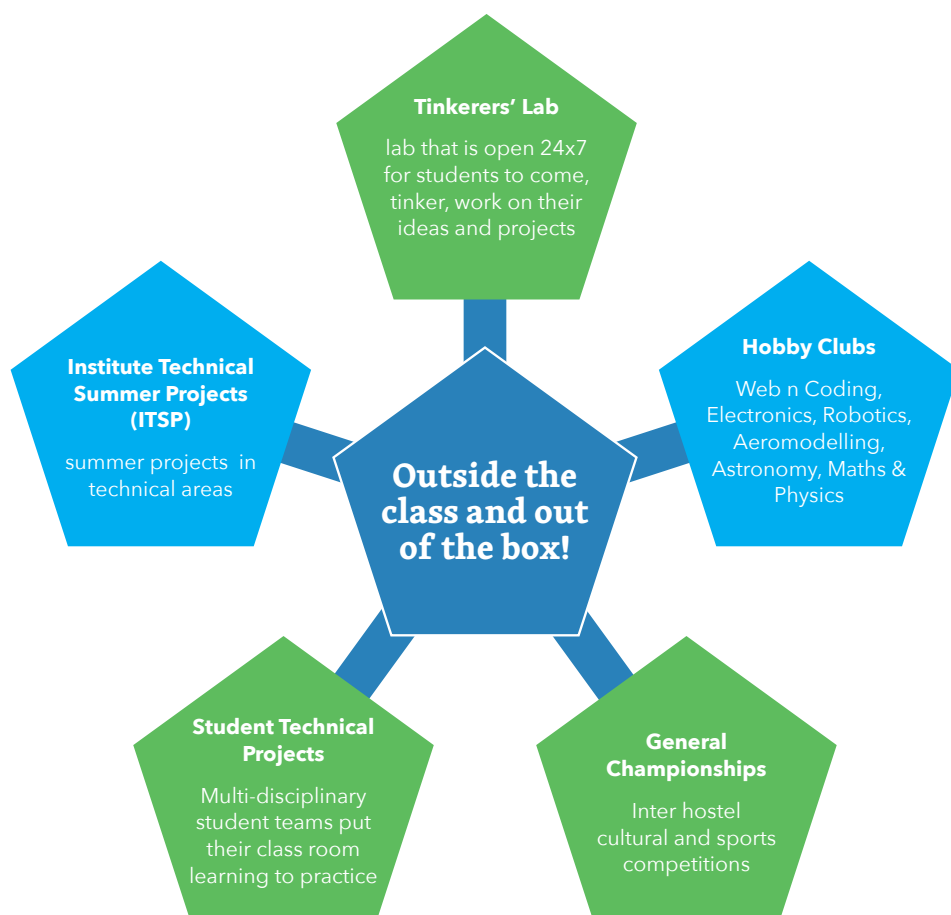 Tinkerers’ Lab
lab that is open 24x7
for students to come,
tinker, work on their
ideas and projects
Institute Technical
Summer Projects
(ITSP)
summer projects in
technical areas
Hobby Clubs
Web n Coding,
Electronics, Robotics,
Aeromodelling,
Astronomy, Maths &
Physics
Outside the
class and out
of the box!
Student Technical
Projects
Multi-disciplinary
student teams put
their class room
learning to practice
General
Championships
Inter hostel
cultural and sports
competitions